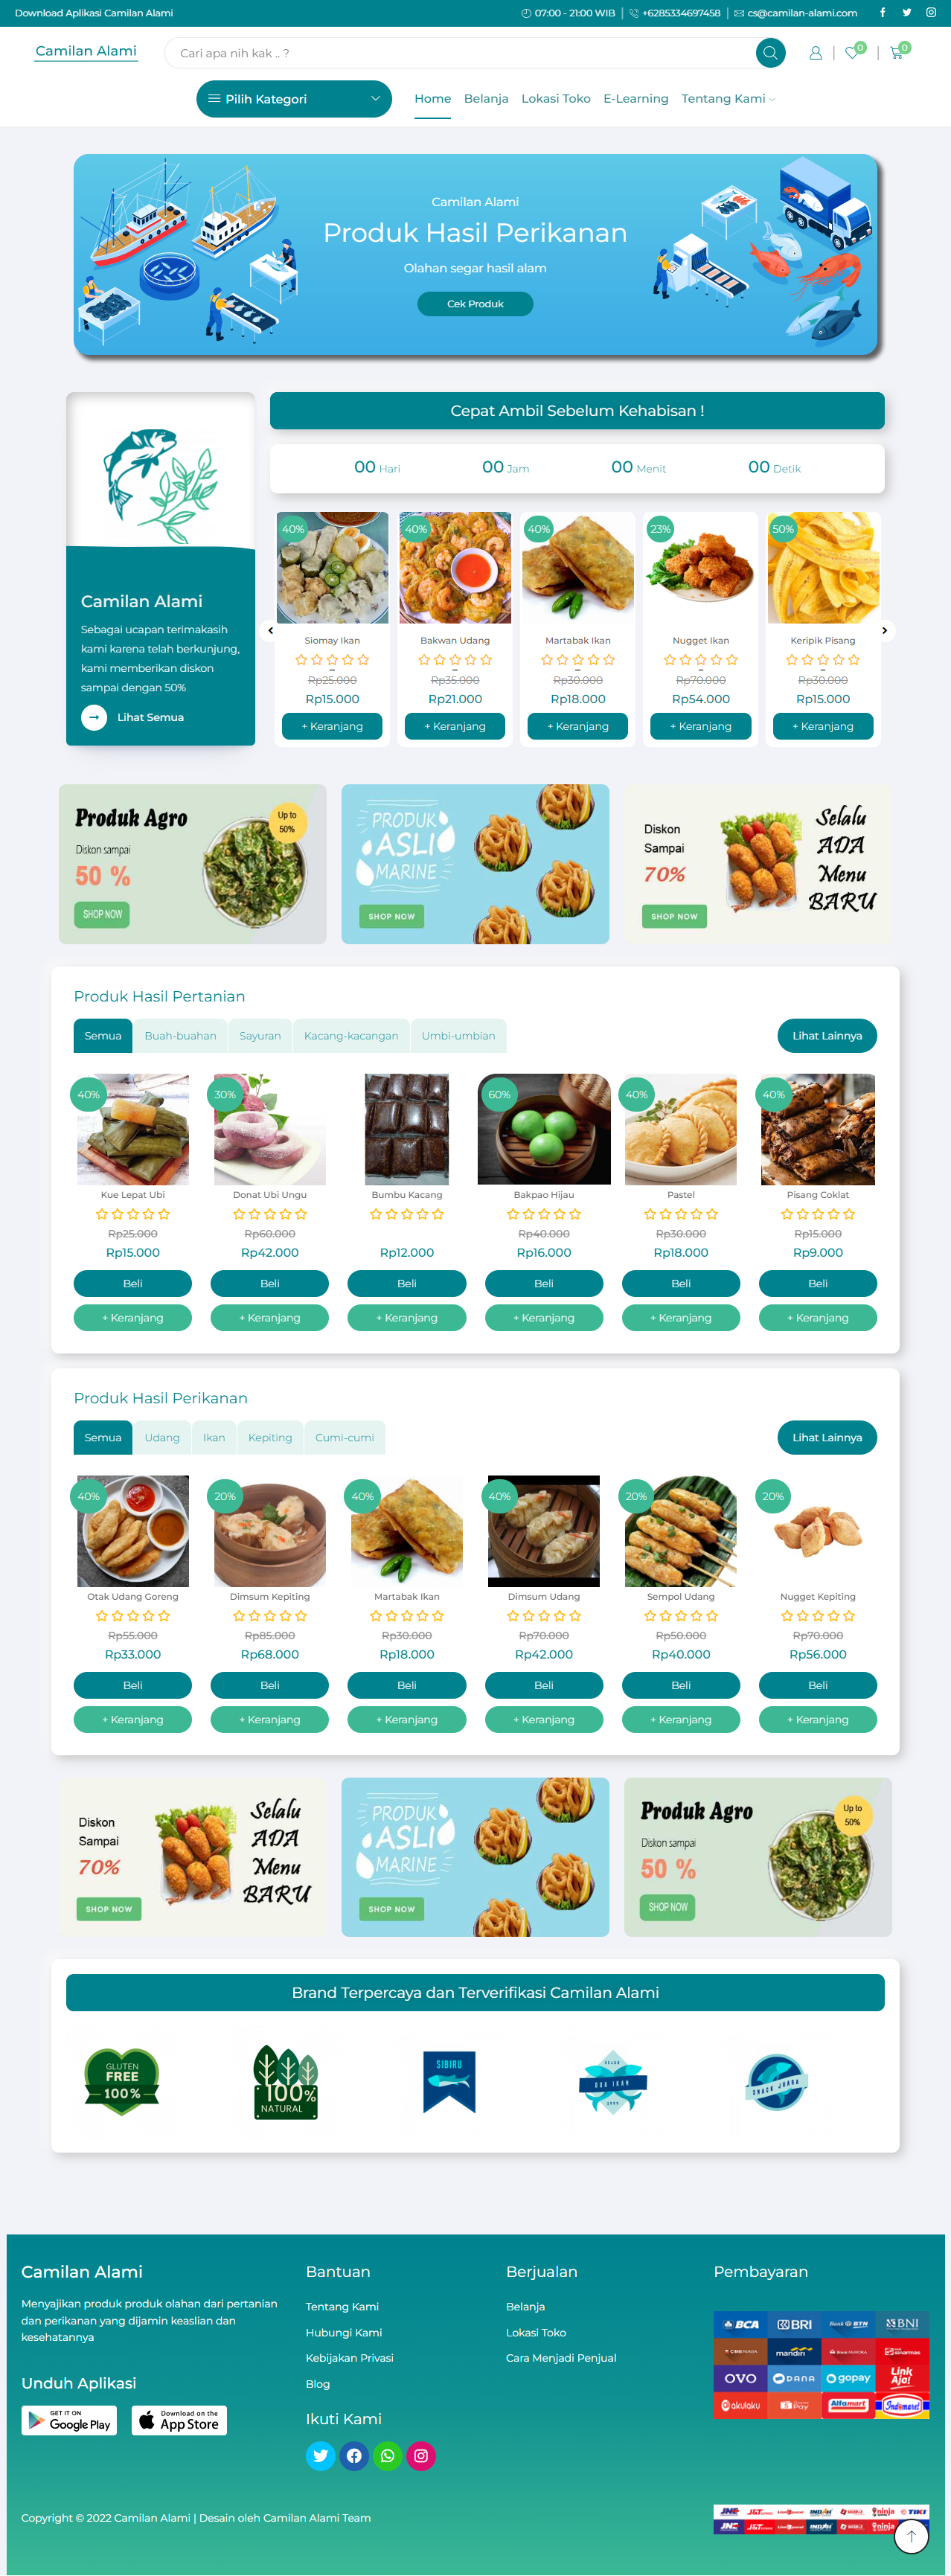 Download Aplikasi Camilan Alami
07:00 - 21:00 WIB
+6285334697458
cs@camilan-alami.com
Camilan Alami
Cari apa nih kak .. ?
0
0
Pilih Kategori
Home
Belanja
Lokasi Toko
E-Learning
Tentang Kami
Camilan Alami
Produk Hasil Perikanan
Olahan segar hasil alam
Cek Produk
Camilan Alami
Sebagai ucapan terimakasih
kami karena telah berkunjung,
kami memberikan diskon
sampai dengan 50%
Lihat Semua
Cepat Ambil Sebelum Kehabisan !
00 Hari
00 Jam
00 Menit
00 Detik
40%
Siomay Ikan
Rp25.000
Rp15.000
+ Keranjang
40%
Bakwan Udang
Rp35.000
Rp21.000
+ Keranjang
40%
Martabak Ikan
Rp30.000
Rp18.000
+ Keranjang
23%
Nugget Ikan
Rp70.000
Rp54.000
+ Keranjang
50%
Keripik Pisang
Rp30.000
Rp15.000
+ Keranjang
Produk Agro
Diskon sampai
50 %
SHOP NOW
Up to
50%
PRODUK
ASLI
MARINE
SHOP NOW
Diskon
Sampai
70%
SHOP NOW
Selalu
ADA
Menu
BARU
Produk Hasil Pertanian
Semua
Buah-buahan
Sayuran
Kacang-kacangan
Umbi-umbian
Lihat Lainnya
40%
Kue Lepat Ubi
Rp25.000
Rp15.000
Beli
+ Keranjang
30%
Donat Ubi Ungu
Rp60.000
Rp42.000
Beli
+ Keranjang
Bumbu Kacang
Rp12.000
Beli
+ Keranjang
60%
Bakpao Hijau
Rp40.000
Rp16.000
Beli
+ Keranjang
40%
Pastel
Rp30.000
Rp18.000
Beli
+ Keranjang
40%
Pisang Coklat
Rp15.000
Rp9.000
Beli
+ Keranjang
Produk Hasil Perikanan
Semua
Udang
Ikan
Kepiting
Cumi-cumi
Lihat Lainnya
40%
Otak Udang Goreng
Rp55.000
Rp33.000
Beli
+ Keranjang
20%
Dimsum Kepiting
Rp85.000
Rp68.000
Beli
+ Keranjang
40%
Martabak Ikan
Rp30.000
Rp18.000
Beli
+ Keranjang
40%
Dimsum Udang
Rp70.000
Rp42.000
Beli
+ Keranjang
20%
Sempol Udang
Rp50.000
Rp40.000
Beli
+ Keranjang
20%
Nugget Kepiting
Rp70.000
Rp56.000
Beli
+ Keranjang
Diskon
Sampai
70%
SHOP NOW
Selalu
ADA
Menu
BARU
PRODUK
ASLI
MARINE
SHOP NOW
Produk Agro
Diskon sampai
50 %
SHOP NOW
Up to
50%
Brand Terpercaya dan Terverifikasi Camilan Alami
GLUTEN
FREE
100%
100%
NATURAL
SIBIRU
SEJAK
DUA IKAN
SNACK JUARA
Camilan Alami
Menyajikan produk produk olahan dari pertanian
dan perikanan yang dijamin keaslian dan
kesehatannya
Unduh Aplikasi
GET IT ON
Google Play
Download on the
App Store
Bantuan
Tentang Kami
Hubungi Kami
Kebijakan Privasi
Blog
Ikuti Kami
Berjualan
Belanja
Lokasi Toko
Cara Menjadi Penjual
Pembayaran
BCA
BRI
BTN
BNI
CIMB NIAGA
mandiri
OVO
DANA
gopay
LinkAja!
akulaku
Alfamart
Indomaret
Copyright © 2022 Camilan Alami | Desain oleh Camilan Alami Team
JNE
J&T
INDAH
ninja
TIKI
JNE
J&T
INDAH
ninja